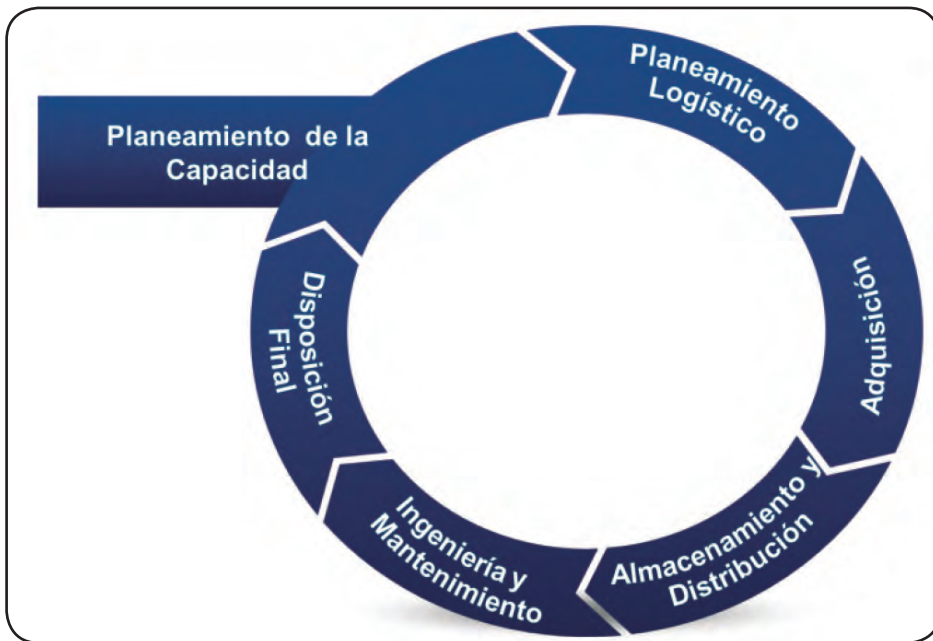 Planeamiento de la
Capacidad
Planeamiento
Logístico
Adquisición
Almacenamiento y
Distribución
Ingeniería y
Mantenimiento
Disposición
Final